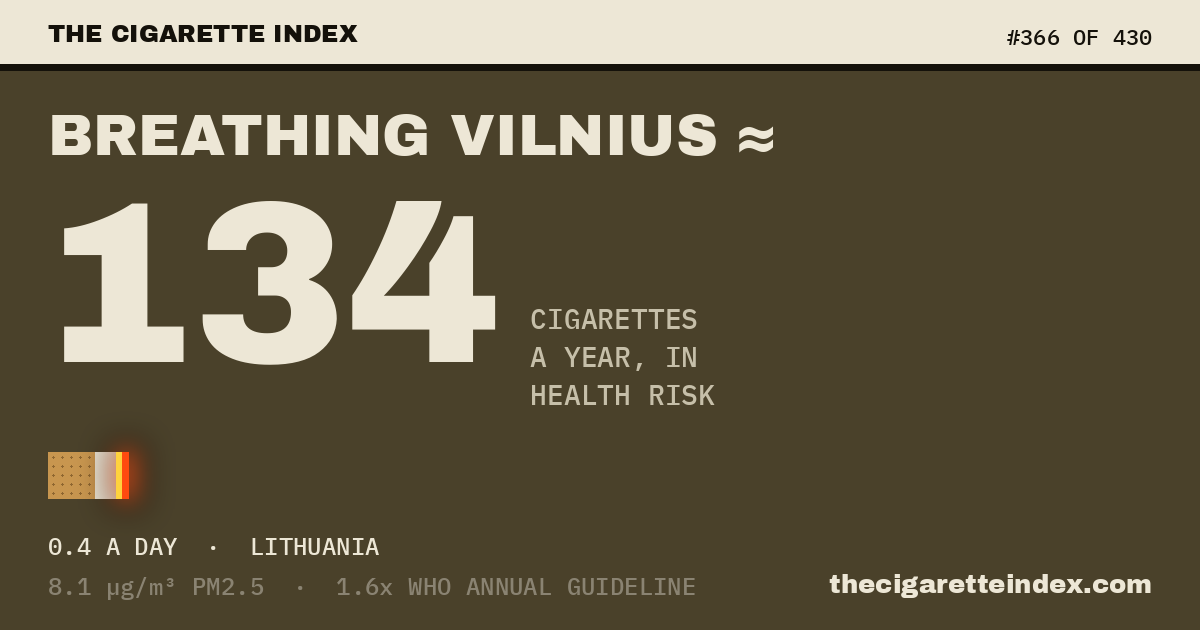 THE CIGARETTE INDEX
#366 OF 430
BREATHING VILNIUS ≈
134
CIGARETTES
A YEAR, IN
HEALTH RISK
0.4 A DAY · LITHUANIA
8.1 µg/m³ PM2.5 · 1.6x WHO ANNUAL GUIDELINE
thecigaretteindex.com